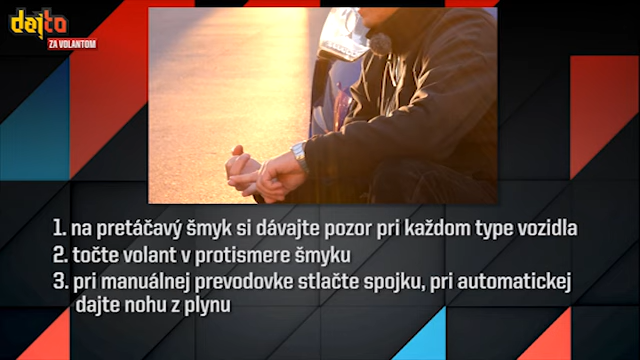 dajto
ZA VOLANTOM
1. na pretáčavý šmyk si dávajte pozor pri každom type vozidla
2. točte volant v protismere šmyku
3. pri manuálnej prevodovke stlačte spojku, pri automatickej
dajte nohu z plynu